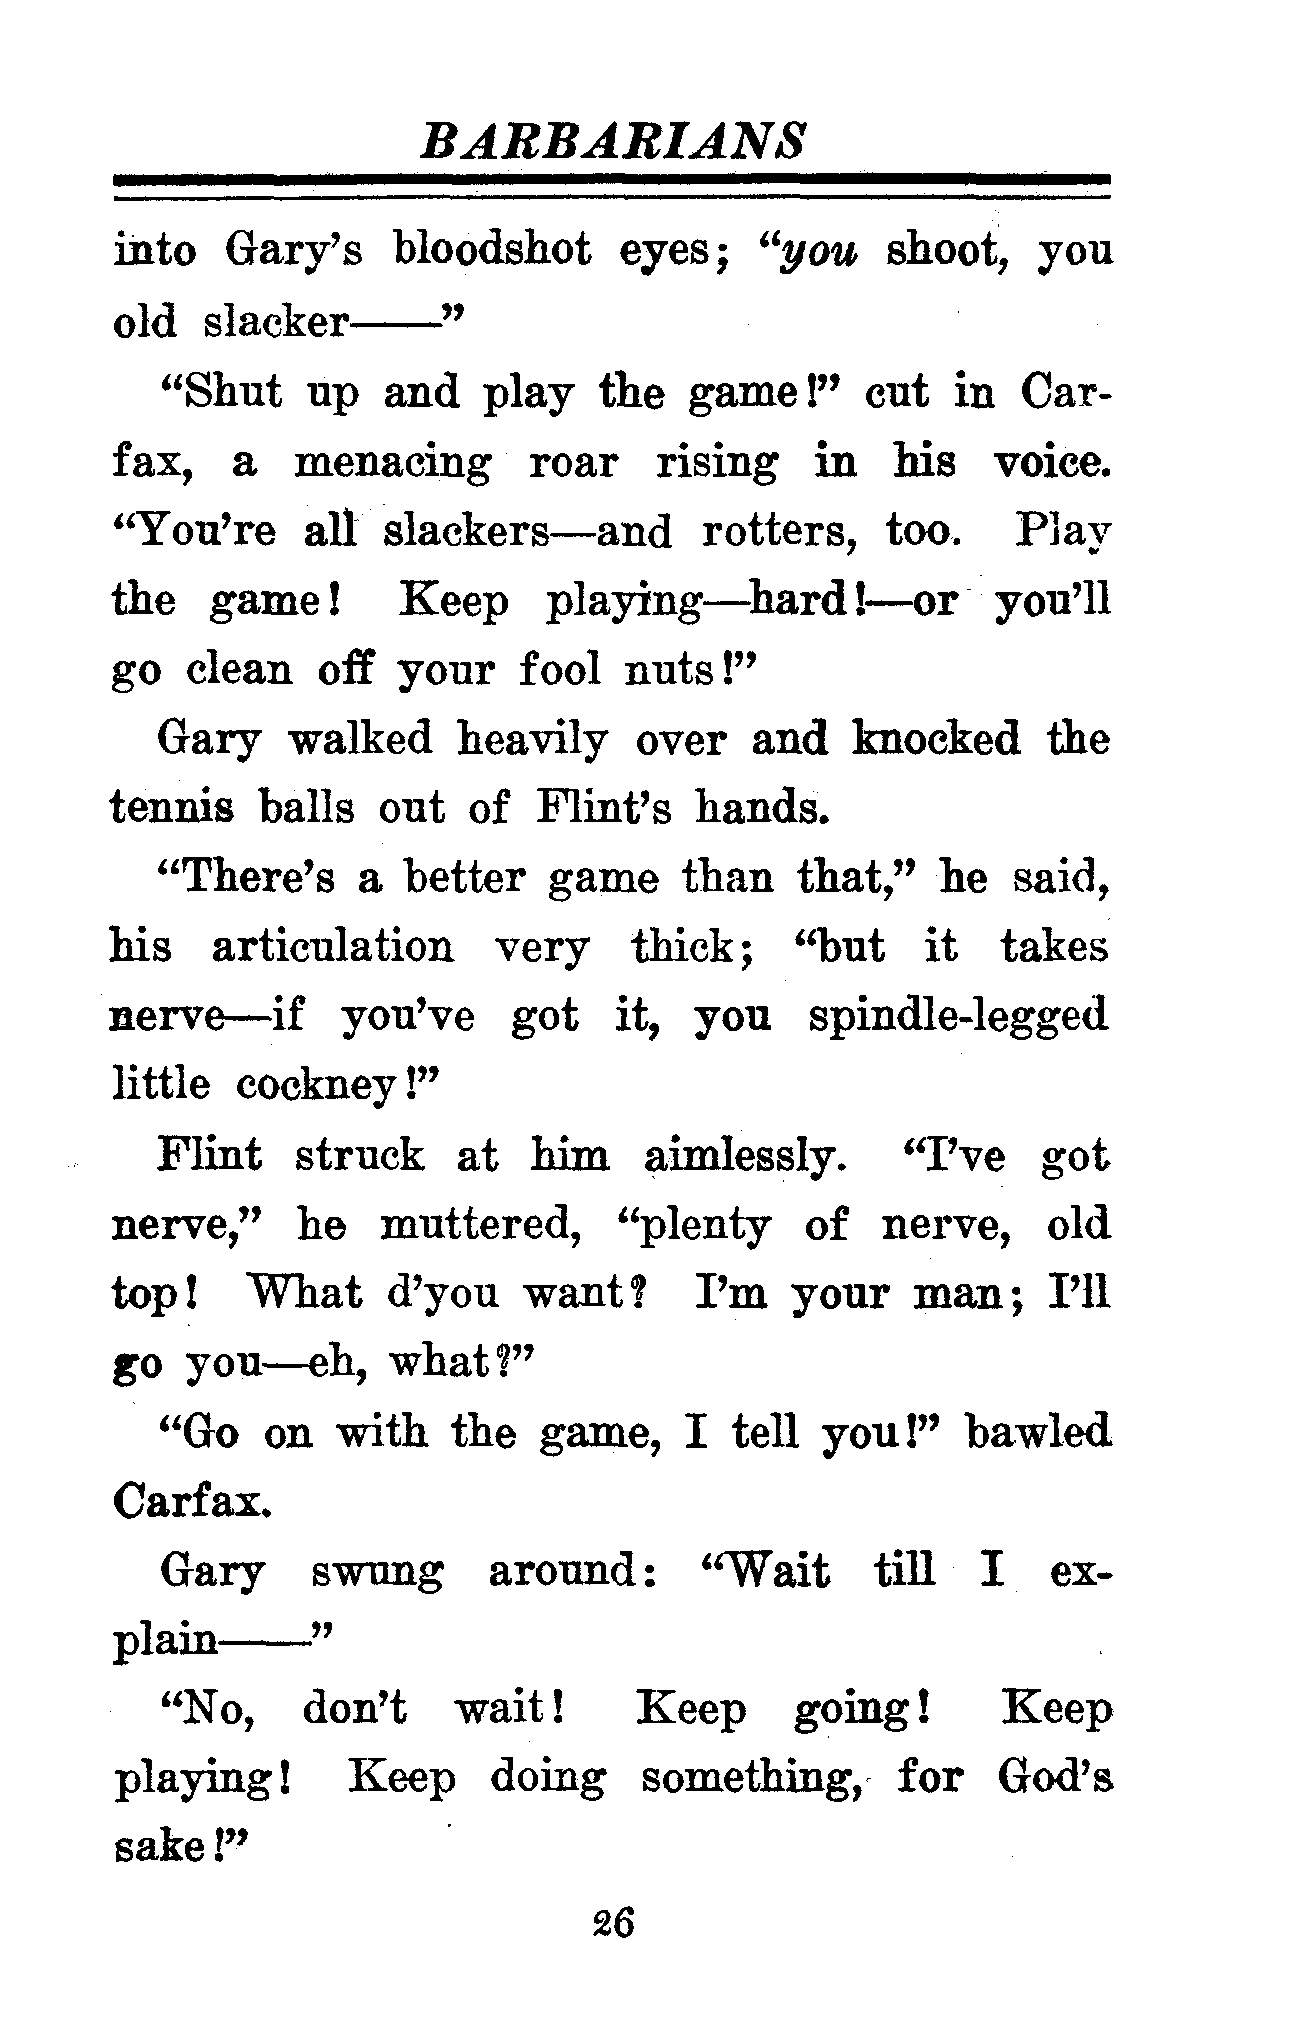 BARBARIANS
into Gary's bloodshot eyes; "you shoot, you
old slacker——"
"Shut up and play the game!" cut in Car-
fax, a menacing roar rising in his voice.
"You're all slackers—and rotters, too. Play
the game! Keep playing—hard!—or you'll
go clean off your fool nuts!"
Gary walked heavily over and knocked the
tennis balls out of Flint's hands.
"There's a better game than that," he said,
his articulation very thick; "but it takes
nerve—if you've got it, you spindle-legged
little cockney!"
Flint struck at him aimlessly. "I've got
nerve," he muttered, "plenty of nerve, old
top! What d'you want? I'm your man; I'll
go you—eh, what?"
"Go on with the game, I tell you!" bawled
Carfax.
Gary swung around: "Wait till I ex-
plain——"
"No, don't wait! Keep going! Keep
playing! Keep doing something, for God's
sake!"
26